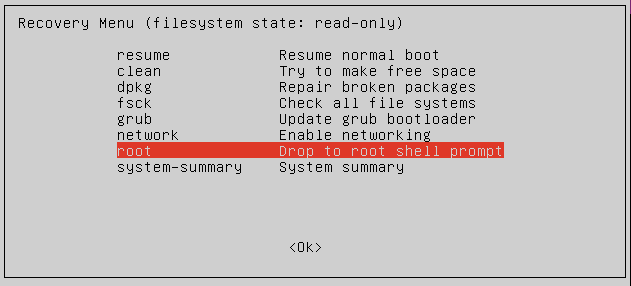 Recovery Menu (filesystem state: read-only)
resume Resume normal boot
clean Try to make free space
dpkg Repair broken packages
fsck Check all file systems
grub Update grub bootloader
network Enable networking
root Drop to root shell prompt
system-summary System summary
<Ok>